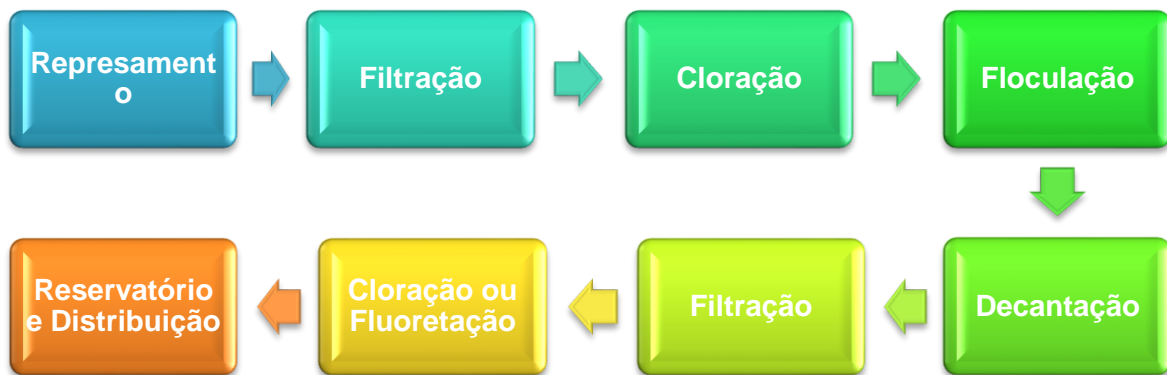 Represament
o
Filtração
Cloração
Floculação
Decantação
Filtração
Cloração ou
Fluoretação
Reservatório
e Distribuição